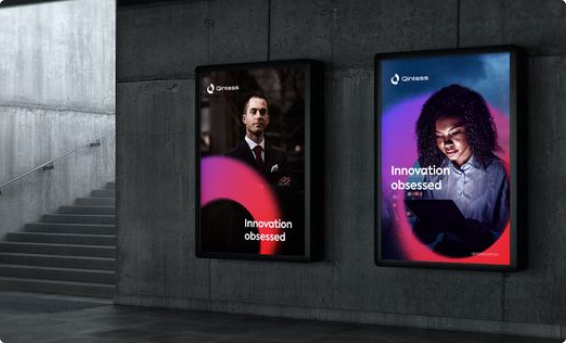 Qintess
Innovation
obsessed
Qintess
Innovation
obsessed